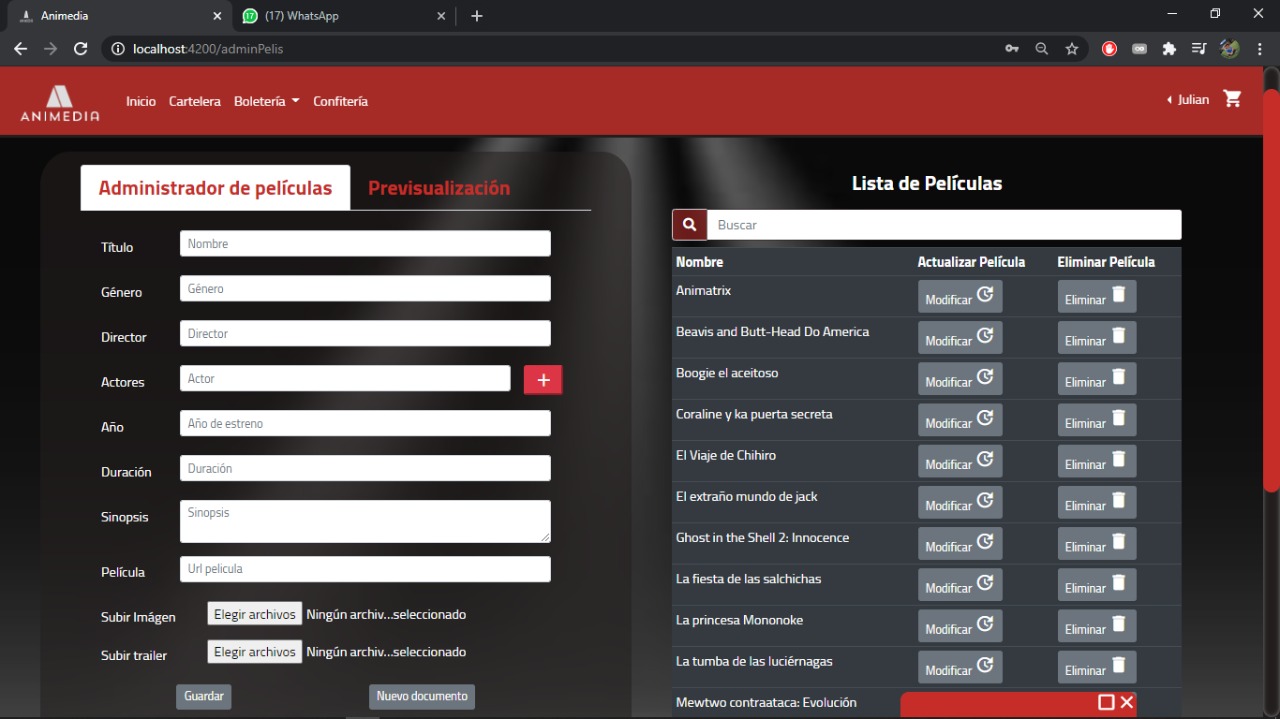 Animedia
(17) WhatsApp
localhost:4200/adminPelis
ANIMEDIA
Inicio Cartelera Boletería Confitería
Julian
Administrador de películas
Previsualización
Título
Nombre
Género
Género
Director
Director
Actores
Actor
+
Año
Año de estreno
Duración
Duración
Sinopsis
Sinopsis
Película
Url pelicula
Subir Imágen
Elegir archivos Ningún archiv...seleccionado
Subir trailer
Elegir archivos Ningún archiv...seleccionado
Guardar
Nuevo documento
Lista de Películas
Buscar
Nombre Actualizar Película Eliminar Película
Animatrix Modificar Eliminar
Beavis and Butt-Head Do America Modificar Eliminar
Boogie el aceitoso Modificar Eliminar
Coraline y ka puerta secreta Modificar Eliminar
El Viaje de Chihiro Modificar Eliminar
El extraño mundo de jack Modificar Eliminar
Ghost in the Shell 2: Innocence Modificar Eliminar
La fiesta de las salchichas Modificar Eliminar
La princesa Mononoke Modificar Eliminar
La tumba de las luciérnagas Modificar Eliminar
Mewtwo contraataca: Evolución